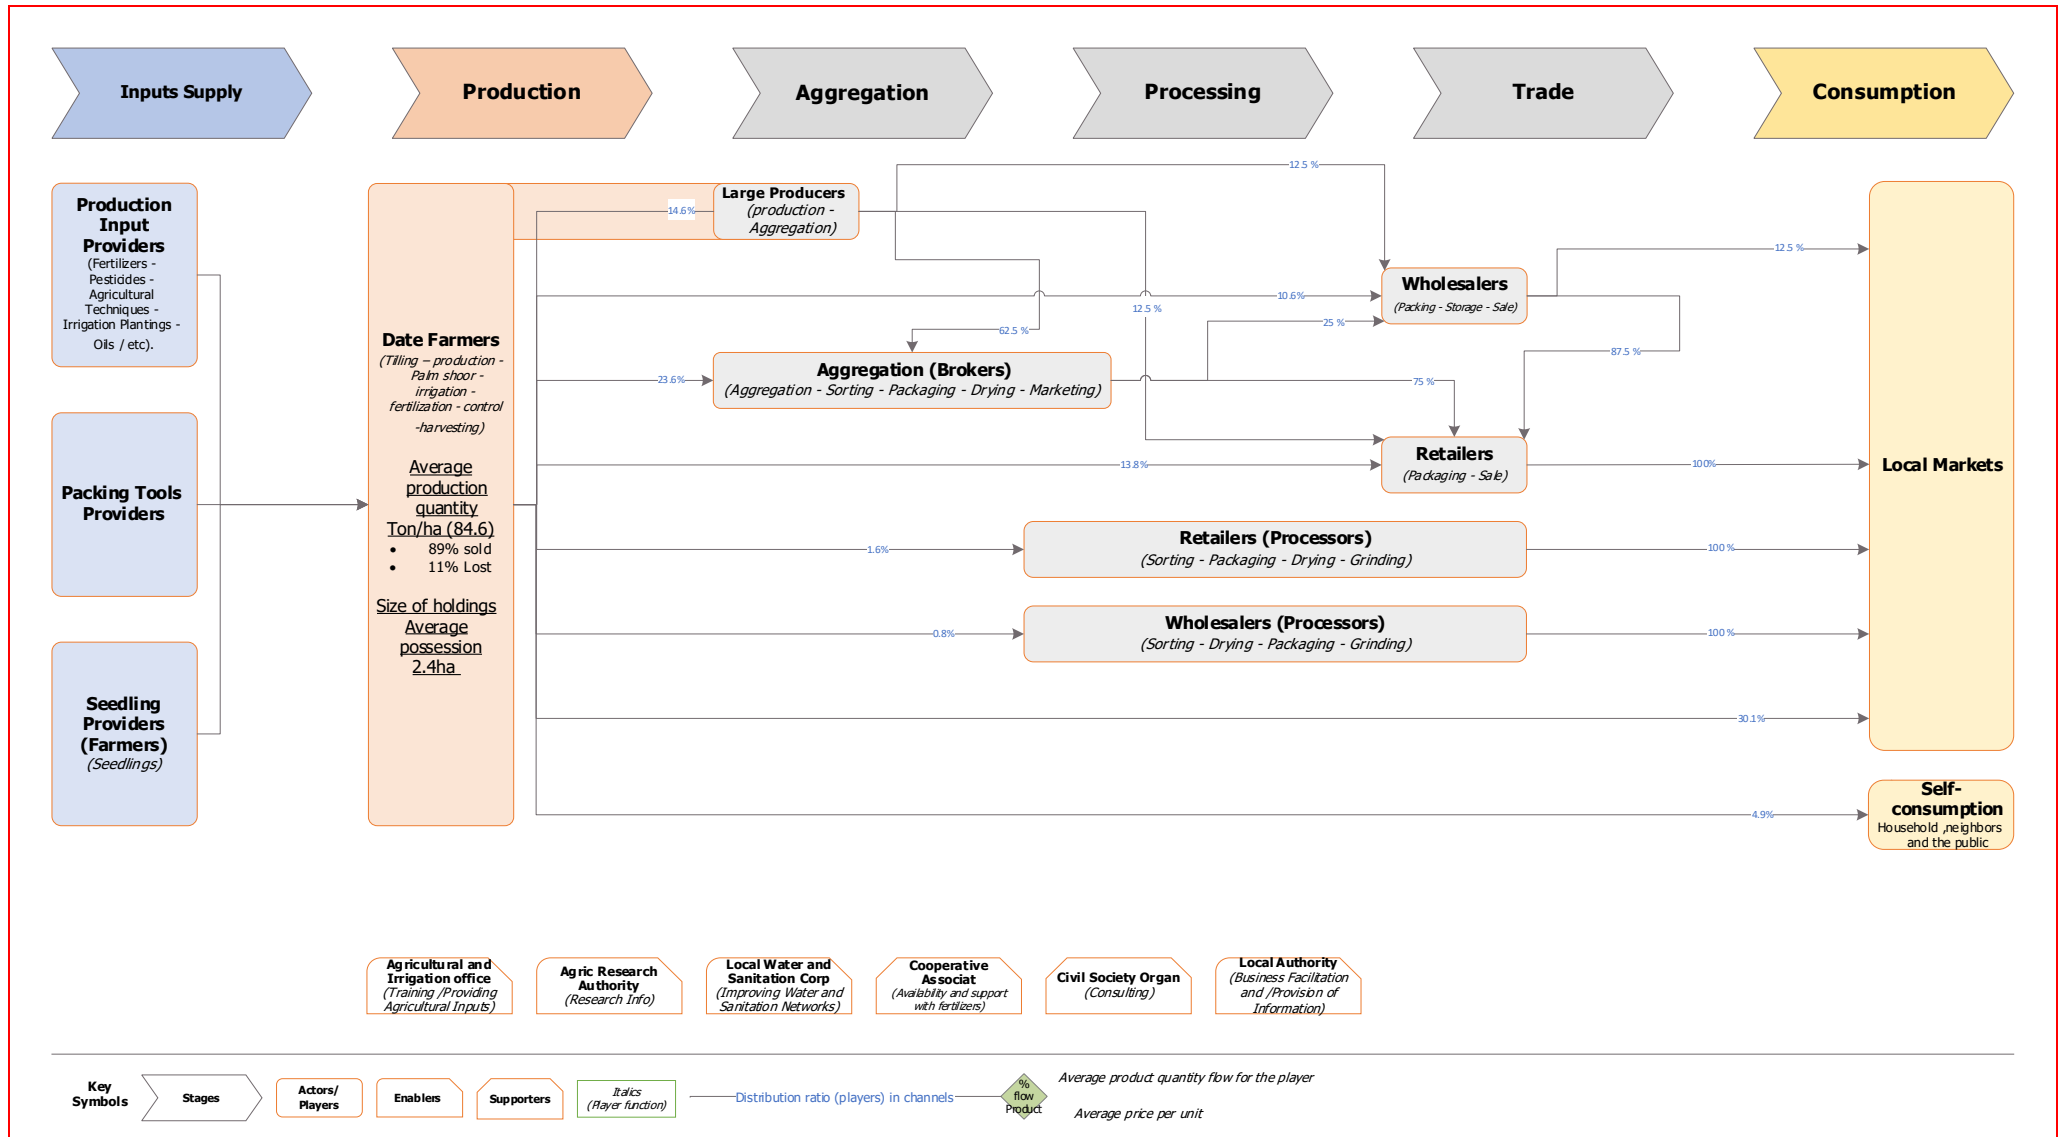 Inputs Supply
Production
Aggregation
Processing
Trade
Consumption
Production
Input
Providers
(Fertilizers -
Pesticides -
Agricultural
Techniques -
Irrigation Plantings -
Oils / etc).
Packing Tools
Providers
Seedling
Providers
(Farmers)
(Seedlings)
Date Farmers
(Tilling – production -
Palm shoor -
irrigation -
fertilization - control
-harvesting)
Average
production
quantity
Ton/ha (84.6)
• 89% sold
• 11% Lost
Size of holdings
Average
possession
2.4ha
Large Producers
(production -
Aggregation)
14.6%
12.5 %
12.5 %
62.5 %
10.6%
23.6%
13.8%
1.6%
0.8%
30.1%
4.9%
Aggregation (Brokers)
(Aggregation - Sorting - Packaging - Drying - Marketing)
25 %
75 %
Wholesalers
(Packing - Storage - Sale)
12.5 %
87.5 %
Retailers
(Packaging - Sale)
100%
Retailers (Processors)
(Sorting - Packaging - Drying - Grinding)
100 %
Wholesalers (Processors)
(Sorting - Drying - Packaging - Grinding)
100 %
Local Markets
Self-
consumption
Household ,neighbors
and the public
Agricultural and
Irrigation office
(Training /Providing
Agricultural Inputs)
Agric Research
Authority
(Research Info)
Local Water and
Sanitation Corp
(Improving Water and
Sanitation Networks)
Cooperative
Associat
(Availability and support
with fertilizers)
Civil Society Organ
(Consulting)
Local Authority
(Business Facilitation
and /Provision of
Information)
Key
Symbols
Stages
Actors/
Players
Enablers
Supporters
Italics
(Player function)
Distribution ratio (players) in channels
%
flow
Product
Average product quantity flow for the player
Average price per unit